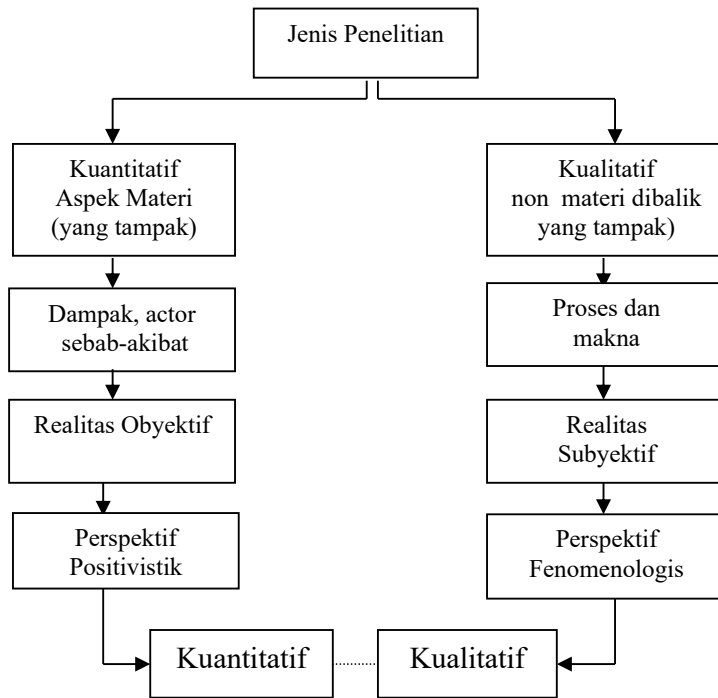 Jenis Penelitian
Kuantitatif
Aspek Materi
(yang tampak)
Kualitatif
non materi dibalik
yang tampak)
Dampak, actor
sebab-akibat
Proses dan
makna
Realitas Obyektif
Realitas
Subyektif
Perspektif
Positivistik
Perspektif
Fenomenologis
Kuantitatif
Kualitatif